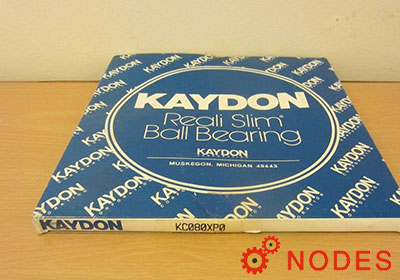 KAYDON
Reali Slim®
Ball Bearing
KAYDON
MUSKEGON, MICHIGAN 49443
KAYDON
KC080XP0
NODES